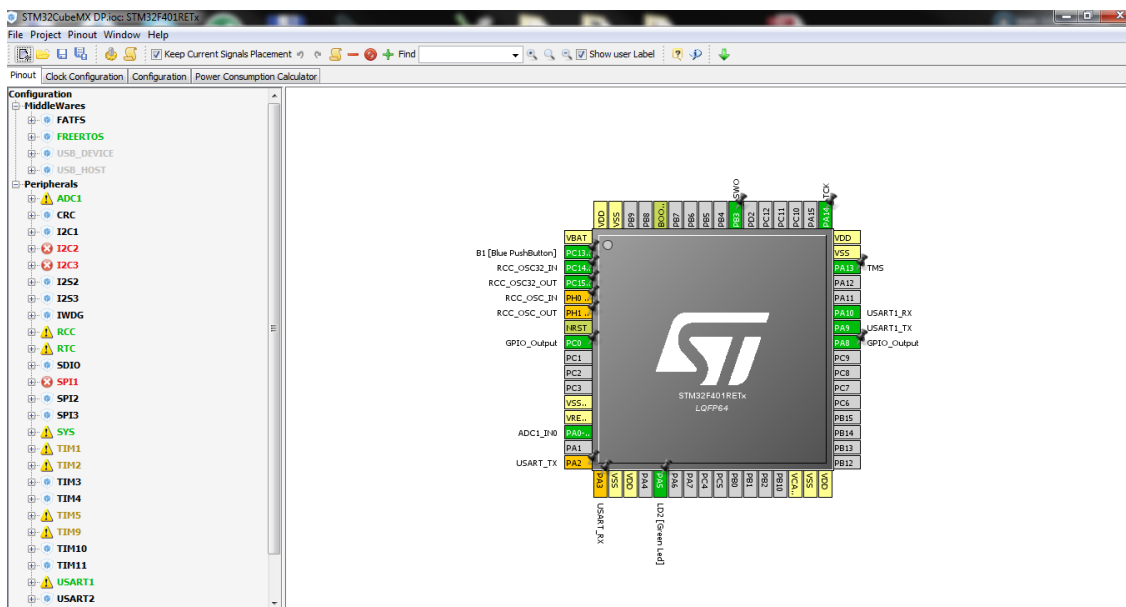 STM32CubeMX DP.ioc: STM32F401RETx
File Project Pinout Window Help
Keep Current Signals Placement Find Show user Label
Pinout Clock Configuration Configuration Power Consumption Calculator
Configuration
MiddleWares
FATFS
FREERTOS
USB_DEVICE
USB_HOST
Peripherals
ADC1
CRC
I2C1
I2C2
I2C3
I2S2
I2S3
IWDG
RCC
RTC
SDIO
SPI1
SPI2
SPI3
SYS
TIM1
TIM2
TIM3
TIM4
TIM5
TIM9
TIM10
TIM11
USART1
USART2
SWO
TCK
VDD VSS PB9 PB8 BOO.. PB7 PB6 PB5 PB4 PB3.. PD2 PC12 PC11 PC10 PA15 PA14..
VBAT
B1 [Blue PushButton] PC13..
RCC_OSC32_IN PC14..
RCC_OSC32_OUT PC15..
RCC_OSC_IN PH0 ..
RCC_OSC_OUT PH1 ..
NRST
GPIO_Output PC0
PC1
PC2
PC3
VSS..
VRE..
ADC1_IN0 PA0-..
PA1
USART_TX PA2
ST
STM32F401RETx
LQFP64
VDD
VSS
PA13 TMS
PA12
PA11
PA10 USART1_RX
PA9 USART1_TX
PA8 GPIO_Output
PC9
PC8
PC7
PC6
PB15
PB14
PB13
PB12
PA3 VSS VDD PA4 PA5 PA6 PA7 PC4 PC5 PB0 PB1 PB2 PB10 VCA.. VSS VDD
USART_RX
LD2 [Green Led]